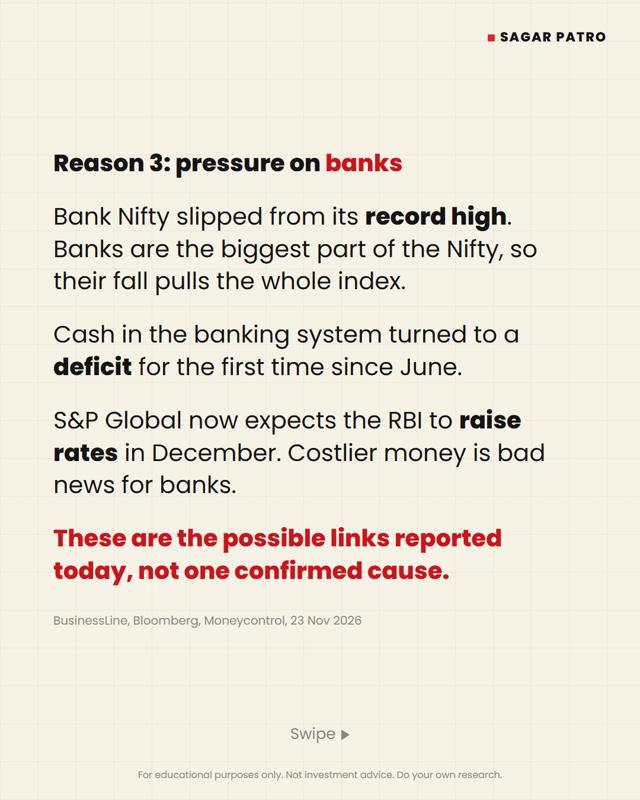 SAGAR PATRO
Reason 3: pressure on banks
Bank Nifty slipped from its record high.
Banks are the biggest part of the Nifty, so
their fall pulls the whole index.
Cash in the banking system turned to a
deficit for the first time since June.
S&P Global now expects the RBI to raise
rates in December. Costlier money is bad
news for banks.
These are the possible links reported
today, not one confirmed cause.
BusinessLine, Bloomberg, Moneycontrol, 23 Nov 2026
Swipe
For educational purposes only. Not investment advice. Do your own research.